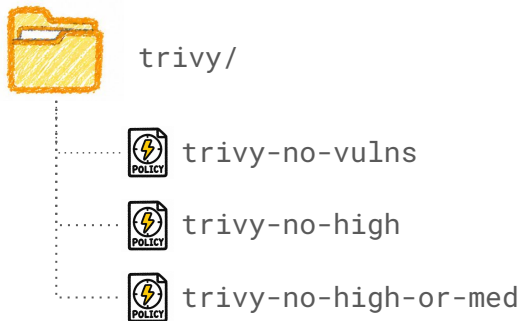 trivy/
POLICY
trivy-no-vulns
POLICY
trivy-no-high
POLICY
trivy-no-high-or-med